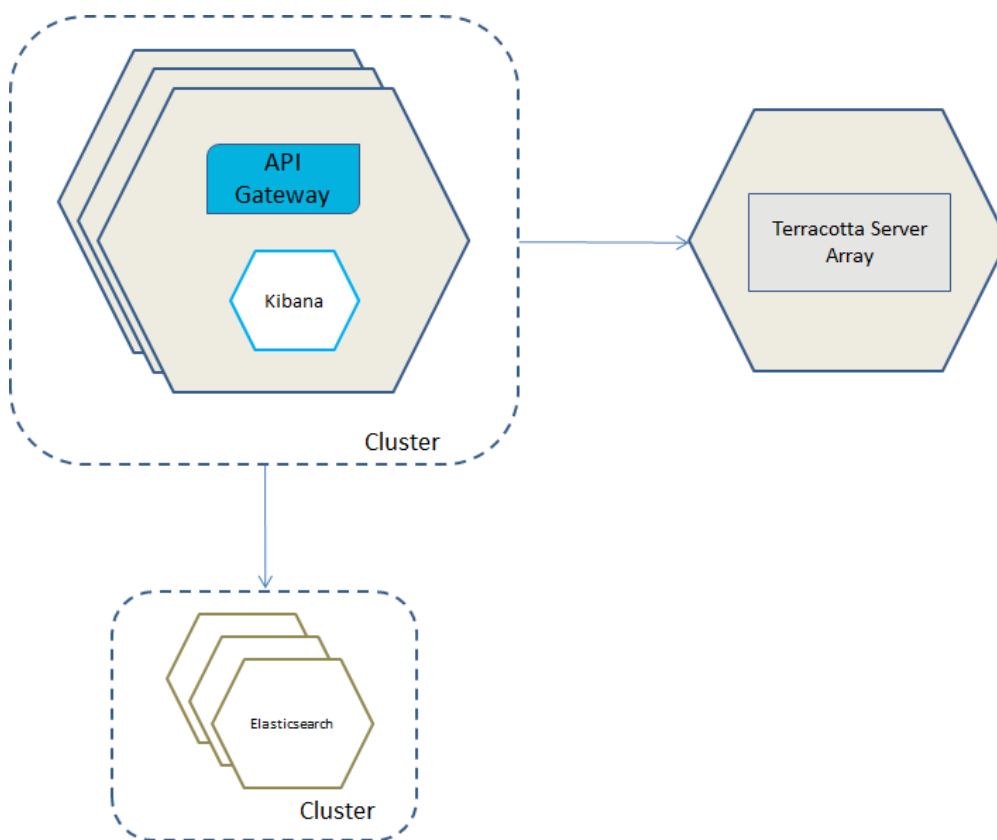 API
Gateway
Kibana
Cluster
Terracotta Server
Array
Elasticsearch
Cluster